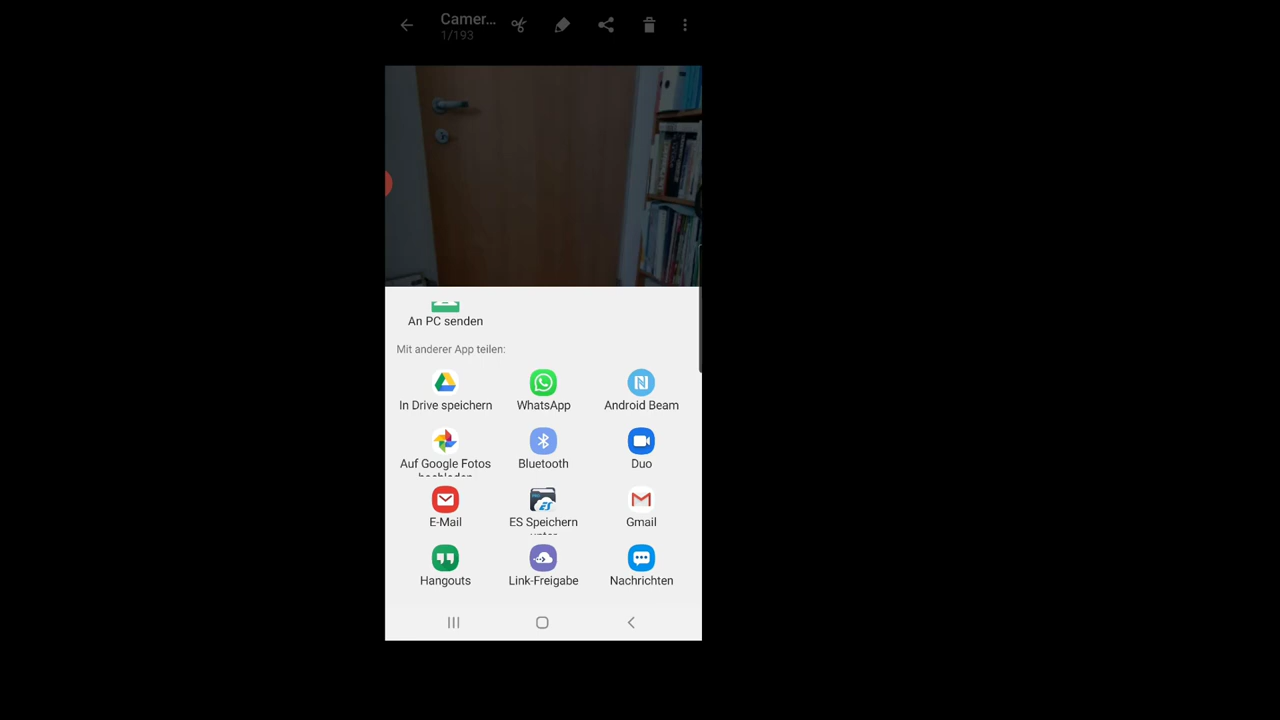 Camer...
1/193
An PC senden
Mit anderer App teilen:
In Drive speichern
WhatsApp
Android Beam
Auf Google Fotos
Bluetooth
Duo
E-Mail
ES Speichern
Gmail
Hangouts
Link-Freigabe
Nachrichten